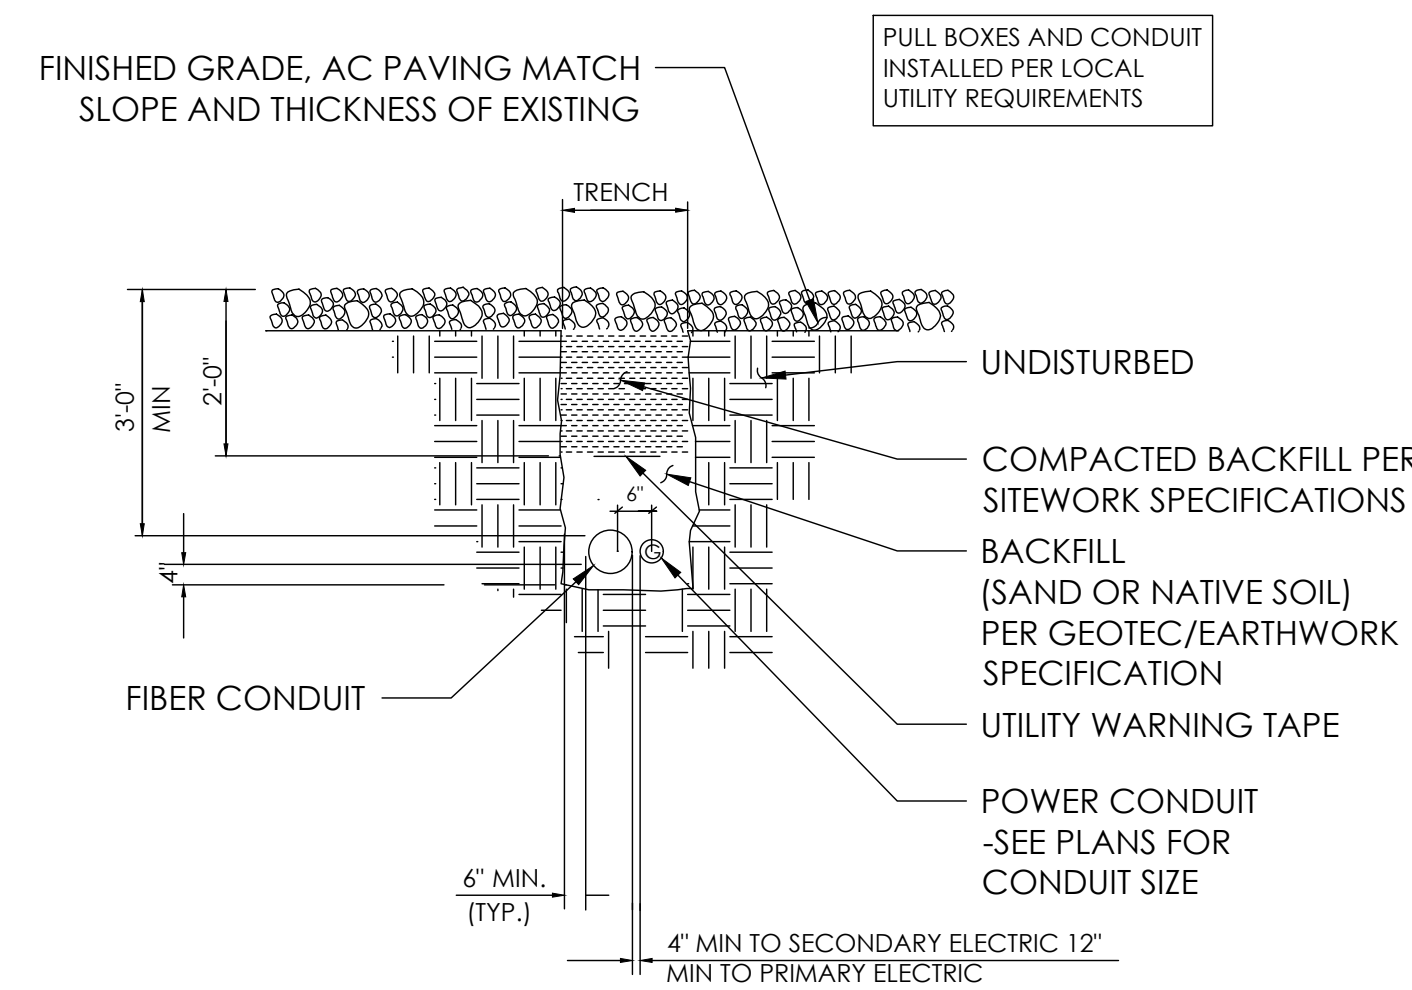 PULL BOXES AND CONDUIT
INSTALLED PER LOCAL
UTILITY REQUIREMENTS
FINISHED GRADE, AC PAVING MATCH
SLOPE AND THICKNESS OF EXISTING
TRENCH
3'-0"
MIN
2'-0"
UNDISTURBED
COMPACTED BACKFILL PER
SITEWORK SPECIFICATIONS
6"
G
4"
BACKFILL
(SAND OR NATIVE SOIL)
PER GEOTEC/EARTHWORK
SPECIFICATION
FIBER CONDUIT
UTILITY WARNING TAPE
POWER CONDUIT
-SEE PLANS FOR
CONDUIT SIZE
6" MIN.
(TYP.)
4" MIN TO SECONDARY ELECTRIC 12"
MIN TO PRIMARY ELECTRIC